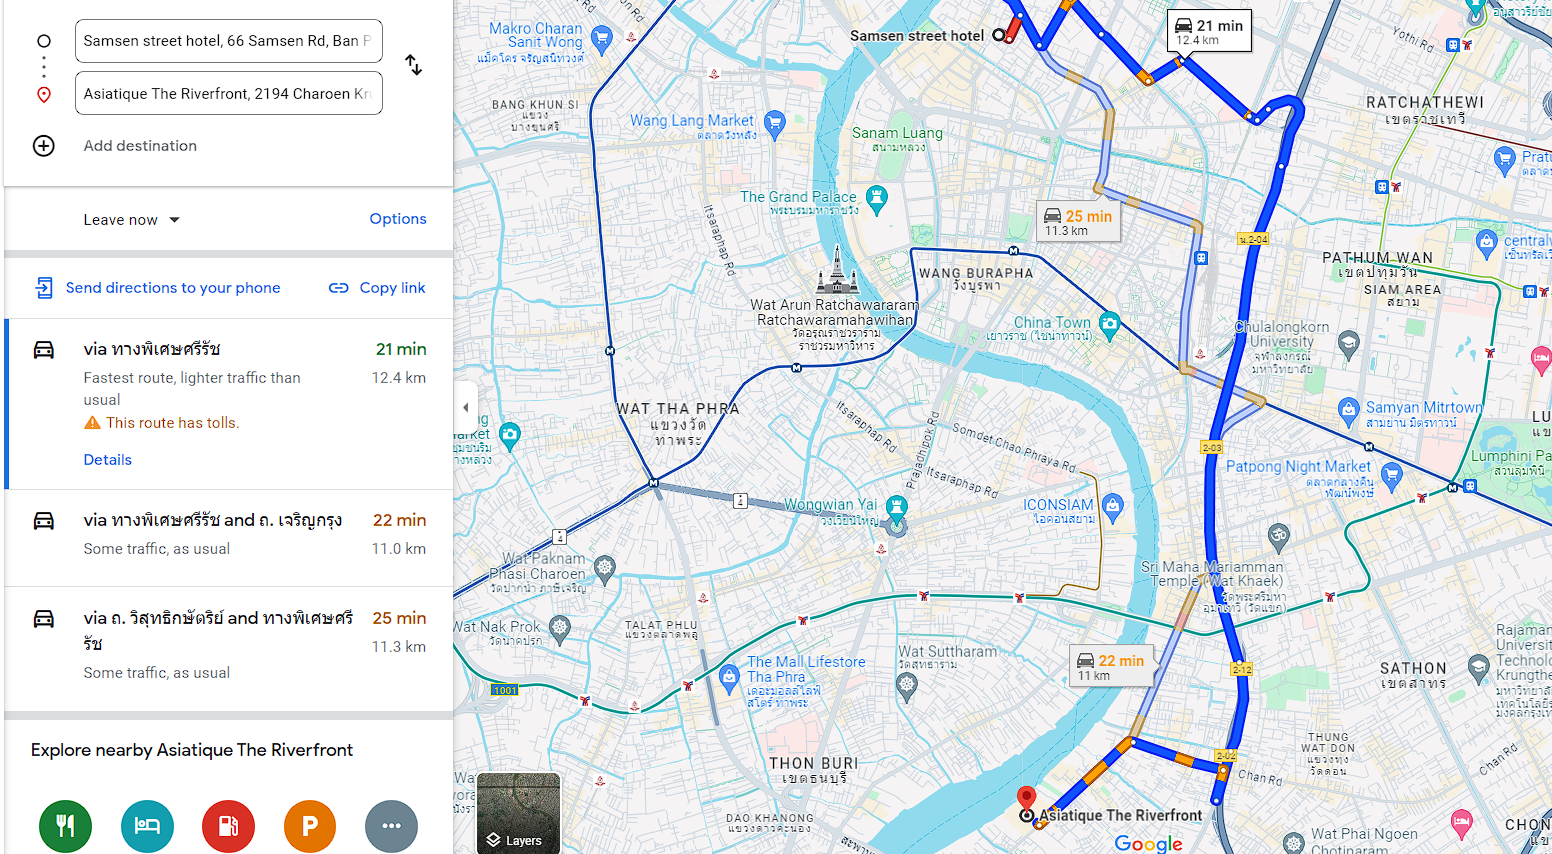 Samsen street hotel, 66 Samsen Rd, Ban P
Asiatique The Riverfront, 2194 Charoen Kru
Add destination
Leave now
Options
Send directions to your phone
Copy link
via ทางพิเศษศรีรัช
21 min
Fastest route, lighter traffic than
usual
12.4 km
This route has tolls.
Details
via ทางพิเศษศรีรัช and ถ. เจริญกรุง
22 min
Some traffic, as usual
11.0 km
via ถ. วิสุทธิกษัตริย์ and ทางพิเศษศรี
รัช
25 min
11.3 km
Some traffic, as usual
Explore nearby Asiatique The Riverfront
P
Makro Charan
Sanit Wong
แม็คโคร จรัญสนิทวงศ์
Samsen street hotel
21 min
12.4 km
Yothi Rd
BANG KHUN SI
แขวง
บางขุนศรี
Wang Lang Market
ตลาดวังหลัง
Sanam Luang
สนามหลวง
RATCHATHEWI
เขตราชเทวี
The Grand Palace
พระบรมมหาราชวัง
Itsaraphap Rd
25 min
11.3 km
น.2-04
WANG BURAPHA
วังบูรพา
PATHUM WAN
เขตปทุมวัน
SIAM AREA
สยาม
Wat Arun Ratchawararam
Ratchawaramahawihan
วัดอรุณราชวราราม
ราชวรมหาวิหาร
China Town
เยาวราช (ไชน่าทาวน์)
Chulalongkorn
University
จุฬาลงกรณ์
มหาวิทยาลัย
WAT THA PHRA
แขวงวัด
ท่าพระ
Itsaraphap Rd
Prajadhipok Rd
Somdet Chao Phraya Rd
Itsaraphap Rd
Samyan Mitrtown
สามย่าน มิตรทาวน์
2-03
Lumphini Pa
สวนลุมพินี
Patpong Night Market
ตลาดกลางคืน
พัฒน์พงษ์
4
Wongwian Yai
วงเวียนใหญ่
ICONSIAM
ไอคอนสยาม
4
Wat Paknam
Phasi Charoen
วัดปากน้ำ ภาษีเจริญ
Sri Maha Mariamman
Temple (Wat Khaek)
วัดพระศรีมหา
อุมาเทวี (วัดแขก)
Wat Nak Prok
วัดนาคปรก
TALAT PHLU
แขวงตลาดพลู
Wat Suttharam
วัดสุทธาราม
The Mall Lifestore
Tha Phra
เดอะมอลล์ไลฟ์
สโตร์ ท่าพระ
22 min
11 km
2-12
SATHON
เขตสาทร
1001
THON BURI
เขตธนบุรี
THUNG
WAT DON
แขวงทุ่ง
วัดดอน
2-02
Chan Rd
Chan Rd
DAO KHANONG
แขวงดาวคะนอง
Asiatique The Riverfront
Layers
Google
Wat Phai Ngoen
Chotinaram